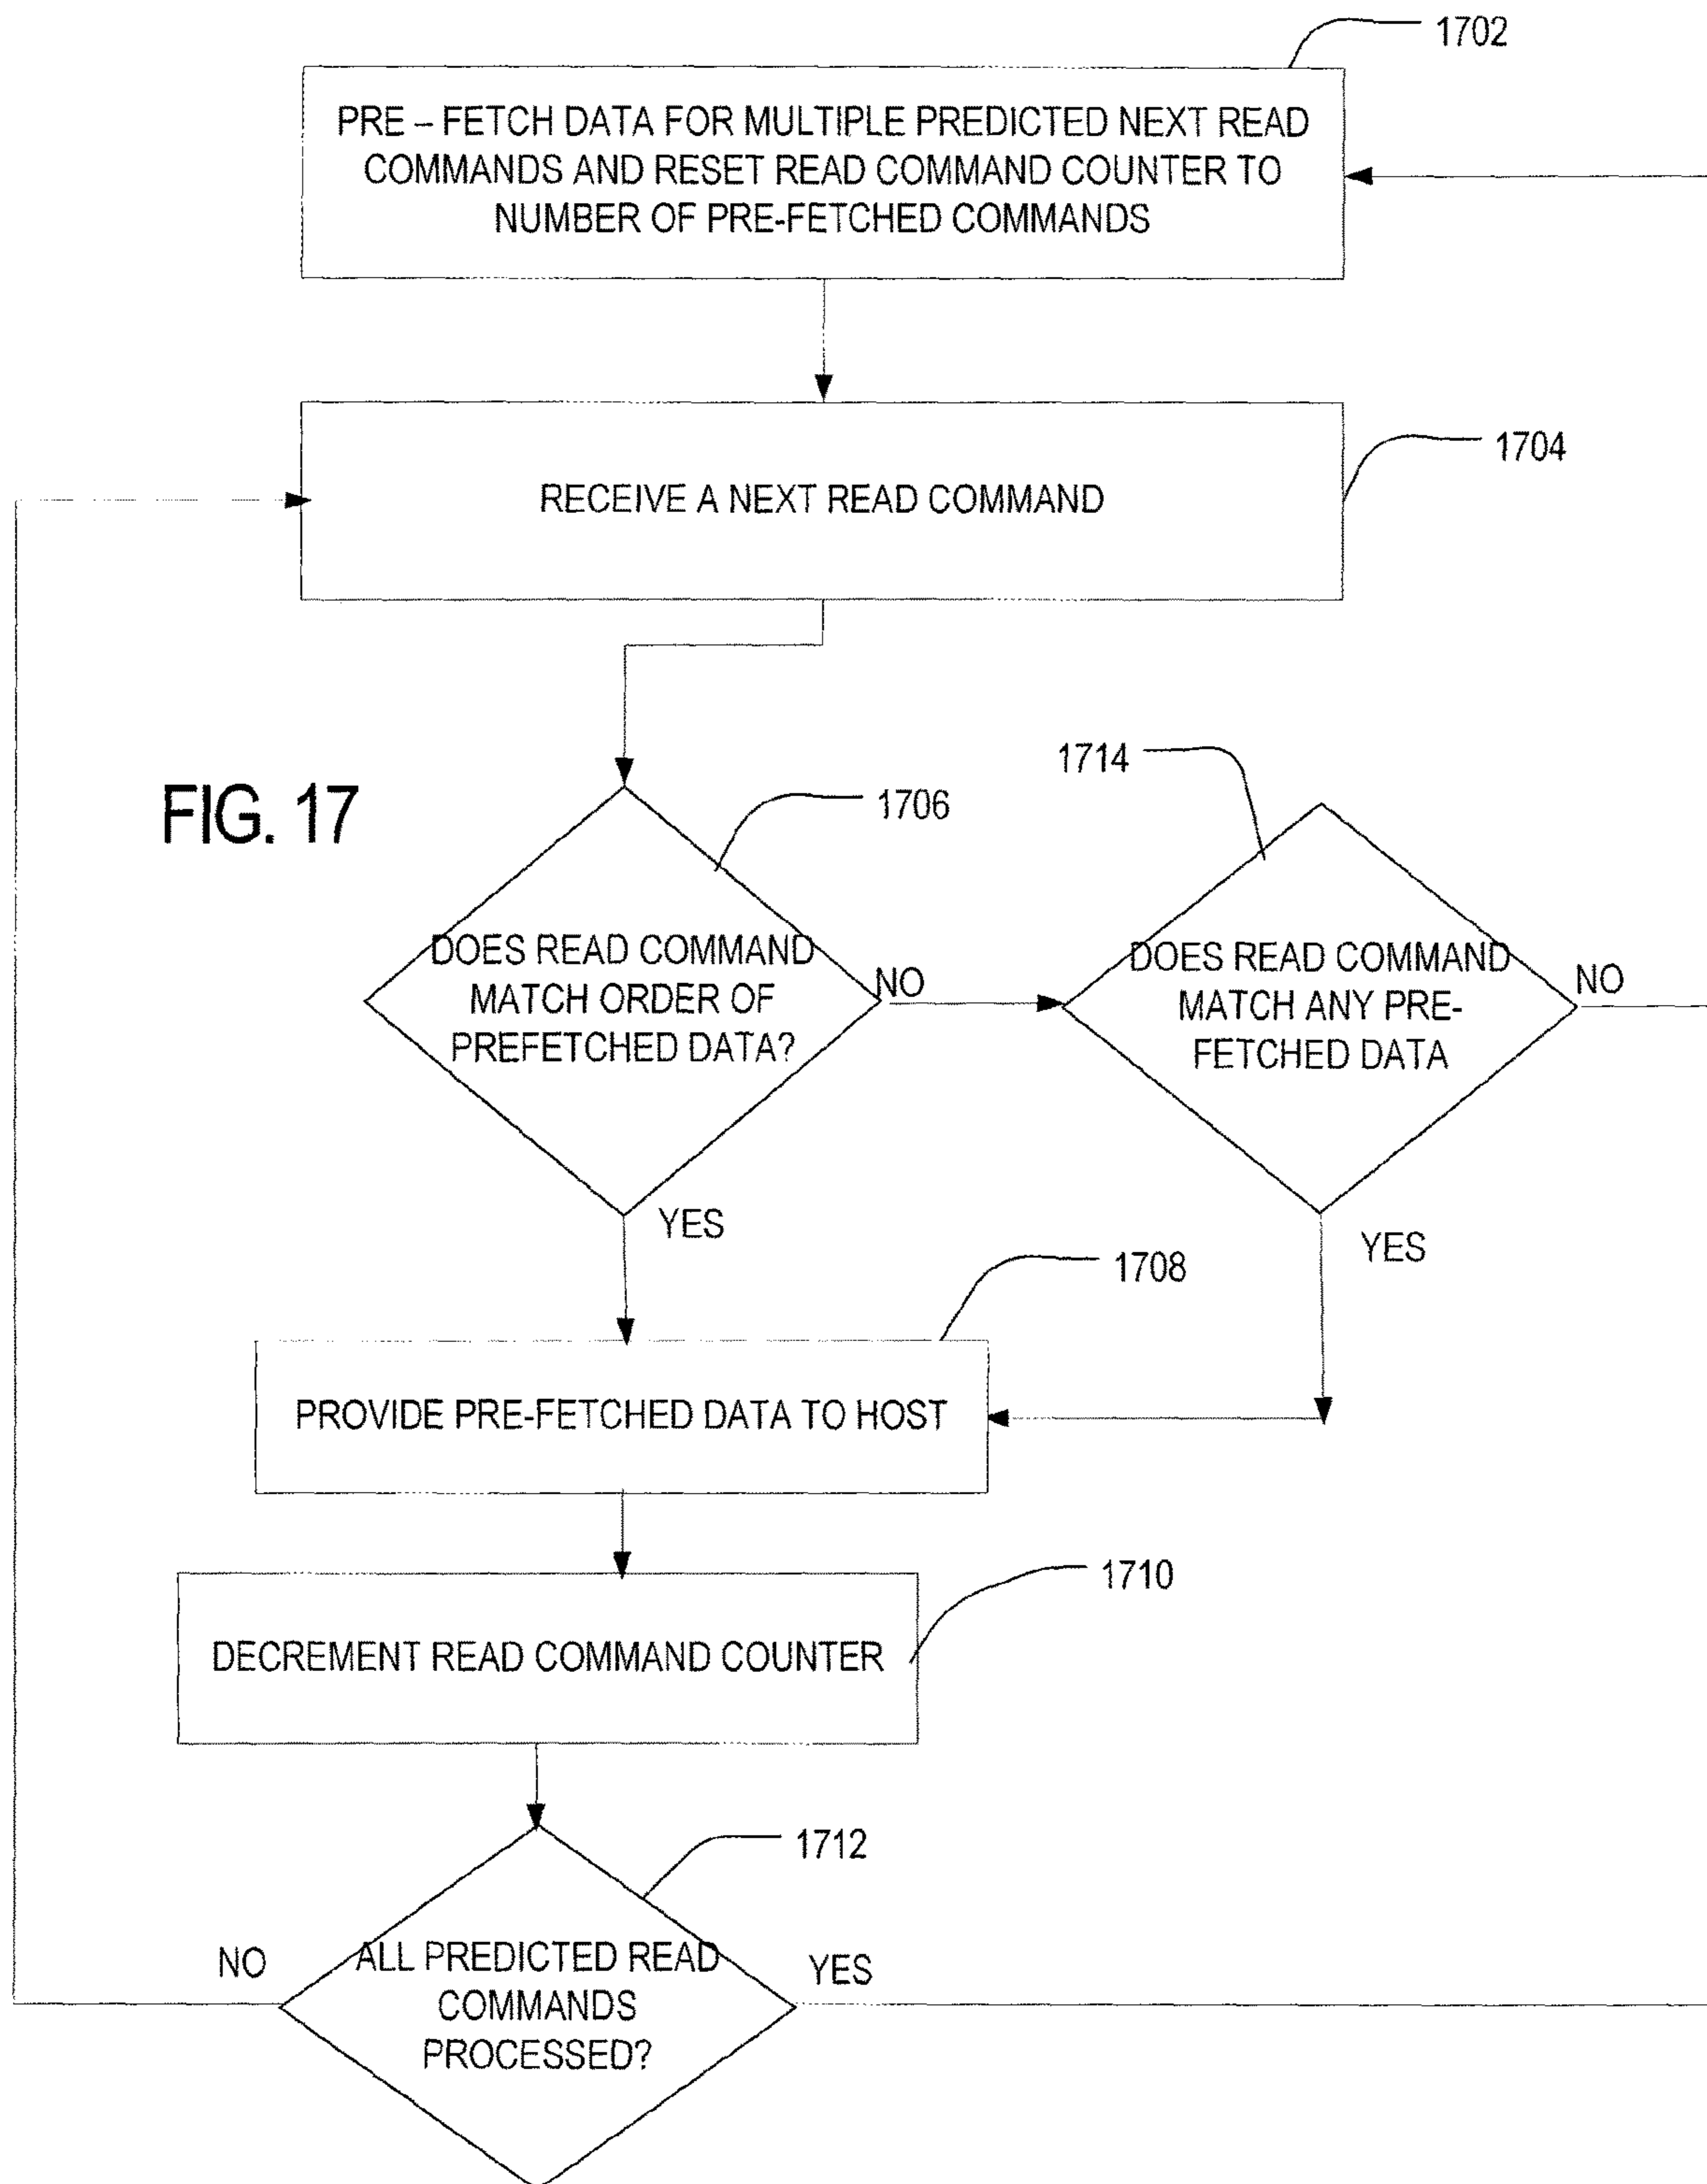 1702
PRE – FETCH DATA FOR MULTIPLE PREDICTED NEXT READ
COMMANDS AND RESET READ COMMAND COUNTER TO
NUMBER OF PRE-FETCHED COMMANDS
1704
RECEIVE A NEXT READ COMMAND
FIG. 17
1706
DOES READ COMMAND
MATCH ORDER OF
PREFETCHED DATA?
NO
YES
1714
DOES READ COMMAND
MATCH ANY PRE-
FETCHED DATA
NO
YES
1708
PROVIDE PRE-FETCHED DATA TO HOST
1710
DECREMENT READ COMMAND COUNTER
1712
ALL PREDICTED READ
COMMANDS
PROCESSED?
NO
YES